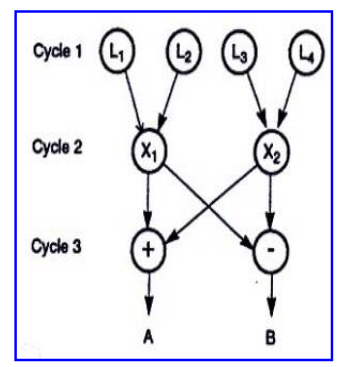 Cycle 1 L1 L2 L3 L4
Cycle 2 X1 X2
Cycle 3 + -
A B